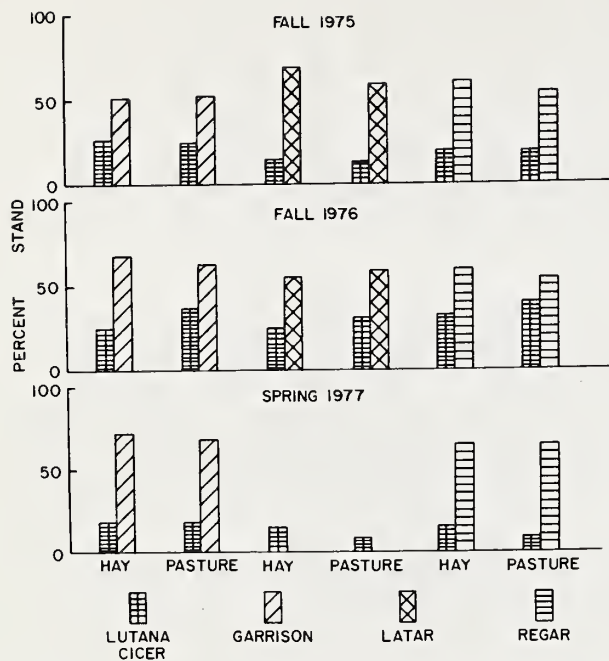 FALL 1975
100
50
0
FALL 1976
100
50
0
PERCENT STAND
SPRING 1977
100
50
0
HAY PASTURE HAY PASTURE HAY PASTURE
LUTANA CICER
GARRISON
LATAR
REGAR